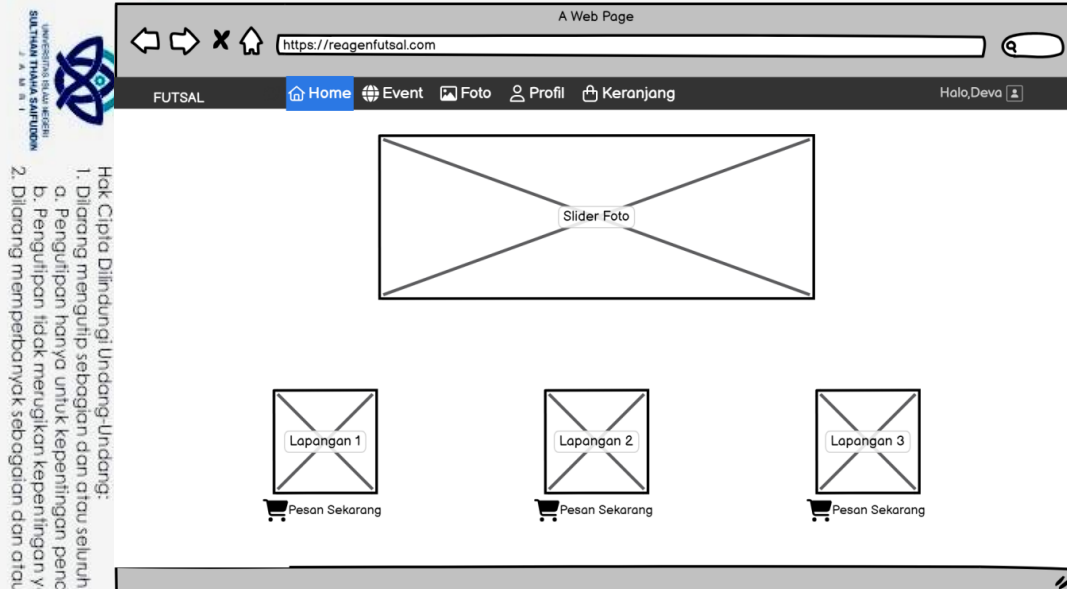 UNIVERSITAS ISLAM NEGERI
SULTHAN THAHA SAIFUDDIN
J A M B I
Hak Cipta Dilindungi Undang-Undang:
1. Dilarang mengutip sebagian dan atau seluruh
a. Pengutipan hanya untuk kepentingan pend
b. Pengutipan tidak merugikan kepentingan y
2. Dilarang memperbanyak sebagaian dan atau
A Web Page
https://reagenfutsal.com
FUTSAL
Home Event Foto Profil Keranjang
Halo,Deva
Slider Foto
Lapangan 1
Lapangan 2
Lapangan 3
Pesan Sekarang
Pesan Sekarang
Pesan Sekarang